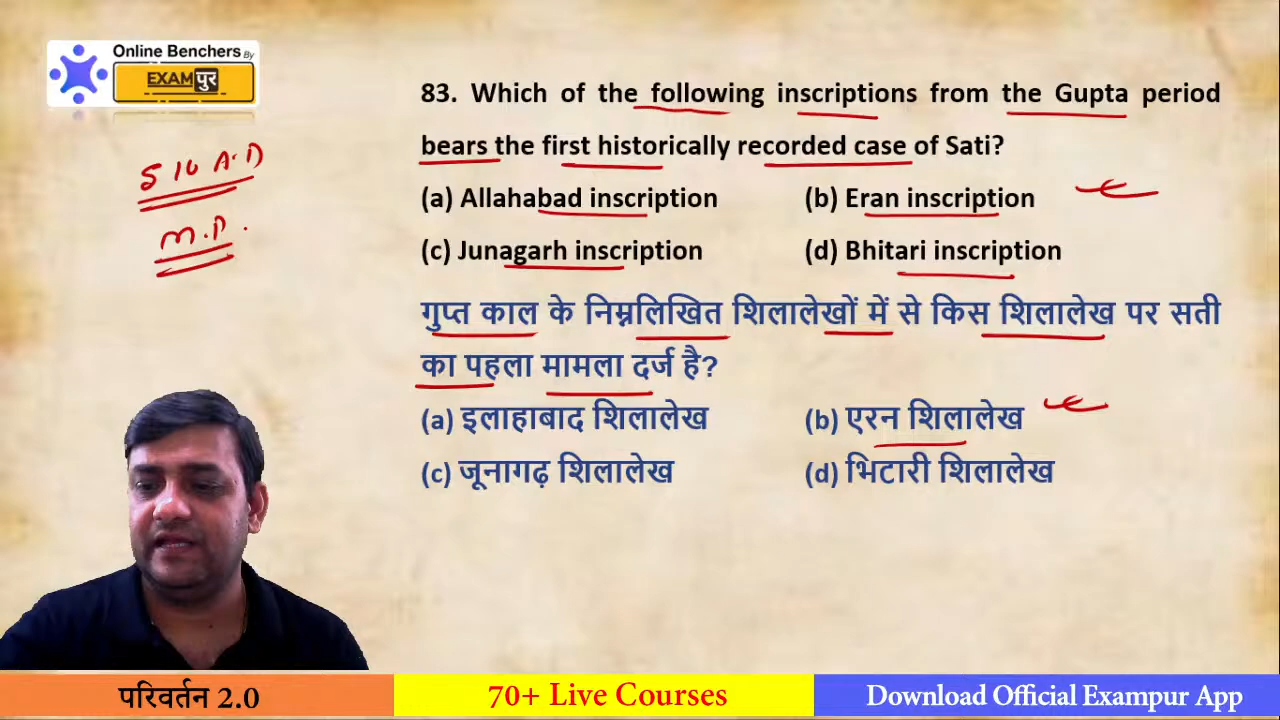 Online Benchers By
EXAMपुर
510 A.D
M.P.
83. Which of the following inscriptions from the Gupta period
bears the first historically recorded case of Sati?
(a) Allahabad inscription (b) Eran inscription
(c) Junagarh inscription (d) Bhitari inscription
गुप्त काल के निम्नलिखित शिलालेखों में से किस शिलालेख पर सती
का पहला मामला दर्ज है?
(a) इलाहाबाद शिलालेख (b) एरन शिलालेख
(c) जूनागढ़ शिलालेख (d) भिटारी शिलालेख
परिवर्तन 2.0 70+ Live Courses Download Official Exampur App